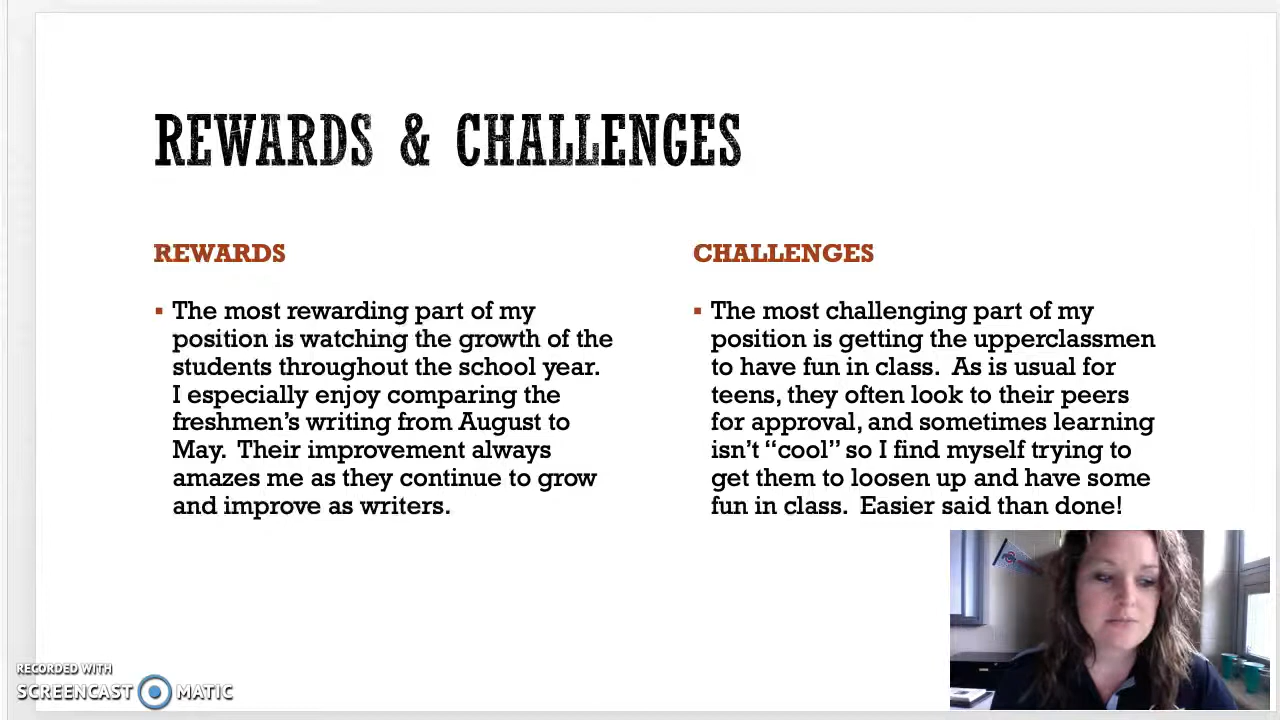 REWARDS & CHALLENGES
REWARDS
▪ The most rewarding part of my
position is watching the growth of the
students throughout the school year.
I especially enjoy comparing the
freshmen’s writing from August to
May.  Their improvement always
amazes me as they continue to grow
and improve as writers.
CHALLENGES
▪ The most challenging part of my
position is getting the upperclassmen
to have fun in class.  As is usual for
teens, they often look to their peers
for approval, and sometimes learning
isn’t “cool” so I find myself trying to
get them to loosen up and have some
fun in class.  Easier said than done!
RECORDED WITH
SCREENCAST MATIC